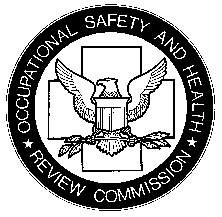 OCCUPATIONAL SAFETY AND HEALTH
REVIEW COMMISSION